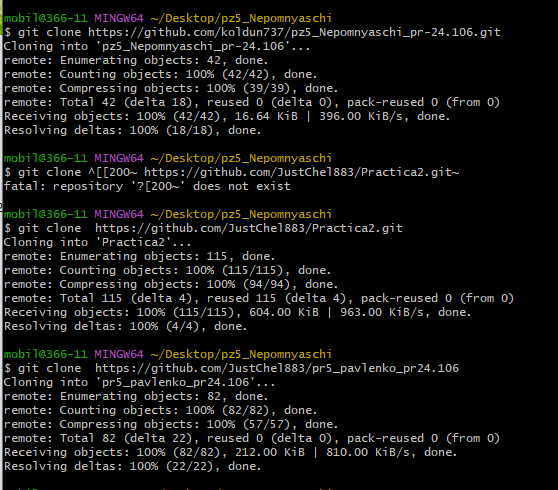 mobil@366-11 MINGW64 ~/Desktop/pz5_Nepomnyaschi
$ git clone https://github.com/koldun737/pz5_Nepomnyaschi_pr-24.106.git
Cloning into 'pz5_Nepomnyaschi_pr-24.106'...
remote: Enumerating objects: 42, done.
remote: Counting objects: 100% (42/42), done.
remote: Compressing objects: 100% (39/39), done.
remote: Total 42 (delta 18), reused 0 (delta 0), pack-reused 0 (from 0)
Receiving objects: 100% (42/42), 16.64 KiB | 396.00 KiB/s, done.
Resolving deltas: 100% (18/18), done.
mobil@366-11 MINGW64 ~/Desktop/pz5_Nepomnyaschi
$ git clone ^[[200~ https://github.com/JustChel883/Practica2.git~
fatal: repository '?[200~' does not exist
mobil@366-11 MINGW64 ~/Desktop/pz5_Nepomnyaschi
$ git clone  https://github.com/JustChel883/Practica2.git
Cloning into 'Practica2'...
remote: Enumerating objects: 115, done.
remote: Counting objects: 100% (115/115), done.
remote: Compressing objects: 100% (94/94), done.
remote: Total 115 (delta 4), reused 115 (delta 4), pack-reused 0 (from 0)
Receiving objects: 100% (115/115), 604.00 KiB | 963.00 KiB/s, done.
Resolving deltas: 100% (4/4), done.
mobil@366-11 MINGW64 ~/Desktop/pz5_Nepomnyaschi
$ git clone  https://github.com/JustChel883/pr5_pavlenko_pr24.106
Cloning into 'pr5_pavlenko_pr24.106'...
remote: Enumerating objects: 82, done.
remote: Counting objects: 100% (82/82), done.
remote: Compressing objects: 100% (57/57), done.
remote: Total 82 (delta 22), reused 0 (delta 0), pack-reused 0 (from 0)
Receiving objects: 100% (82/82), 212.00 KiB | 810.00 KiB/s, done.
Resolving deltas: 100% (22/22), done.